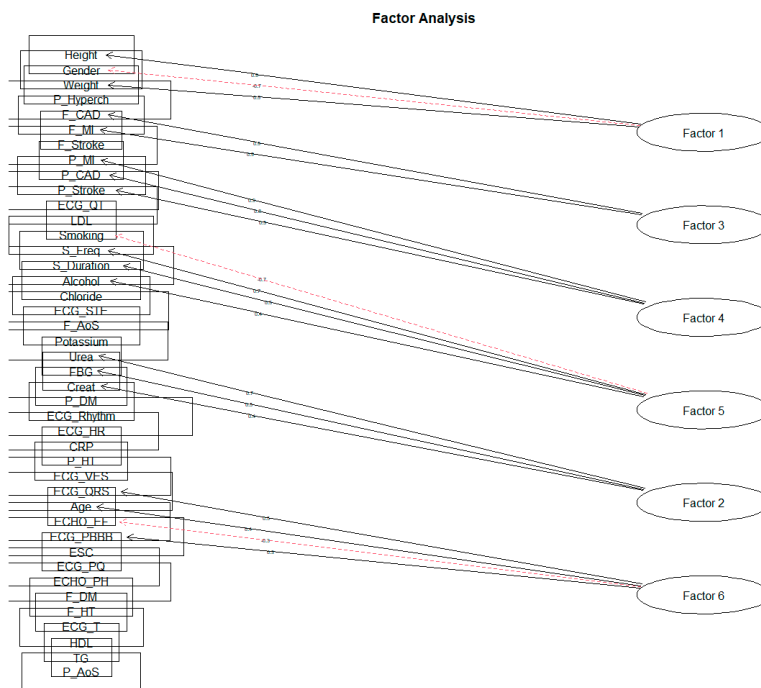 Factor Analysis
Height
Gender
Weight
P_Hyperch
F_CAD
F_MI
F_Stroke
P_MI
P_CAD
P_Stroke
ECG_QT
LDL
Smoking
S_Freq
S_Duration
Alcohol
Chloride
ECG_STE
F_AoS
Potassium
Urea
FBG
Creat
P_DM
ECG_Rhythm
ECG_HR
CRP
P_HT
ECG_VES
ECG_QRS
Age
ECHO_EF
ECG_PBBB
ESC
ECG_PQ
ECHO_PH
F_DM
F_HT
ECG_T
HDL
TG
P_AoS
Factor 1
Factor 3
Factor 4
Factor 5
Factor 2
Factor 6